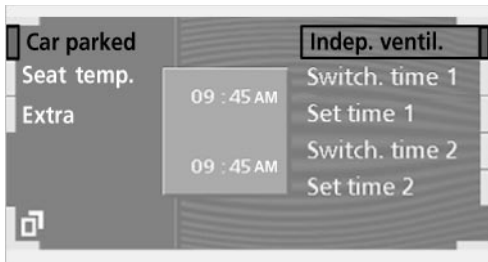 Car parked
Seat temp.
Extra
09 : 45 AM
09 : 45 AM
Indep. ventil.
Switch. time 1
Set time 1
Switch. time 2
Set time 2